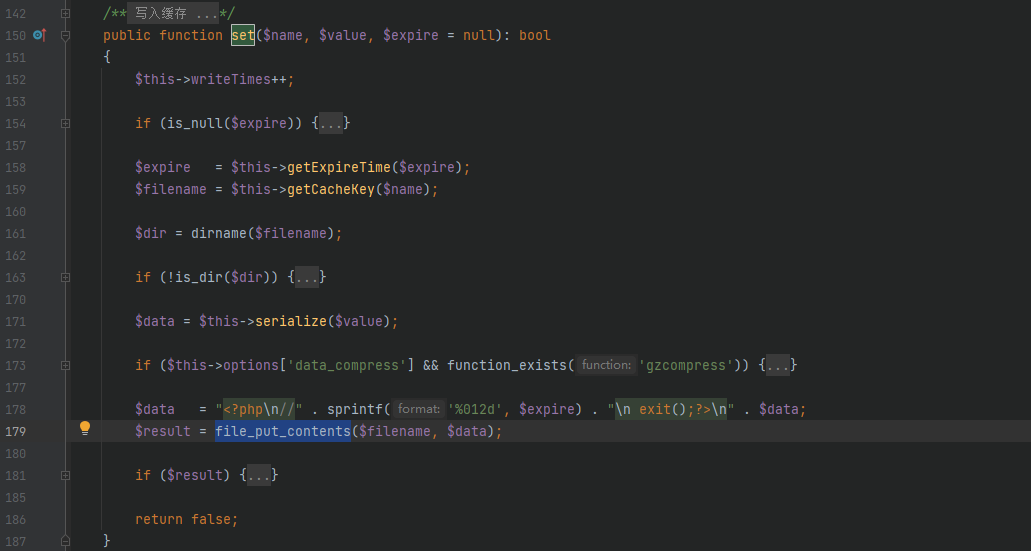 142 /** 写入缓存 ...*/
150 public function set($name, $value, $expire = null): bool
151 {
152 $this->writeTimes++;
153
154 if (is_null($expire)) {...}
157
158 $expire   = $this->getExpireTime($expire);
159 $filename = $this->getCacheKey($name);
160
161 $dir = dirname($filename);
162
163 if (!is_dir($dir)) {...}
170
171 $data = $this->serialize($value);
172
173 if ($this->options['data_compress'] && function_exists( function: 'gzcompress')) {...}
177
178 $data   = "<?php\n//" . sprintf( format: '%012d', $expire) . "\n exit();?>\n" . $data;
179 $result = file_put_contents($filename, $data);
180
181 if ($result) {...}
185
186 return false;
187 }